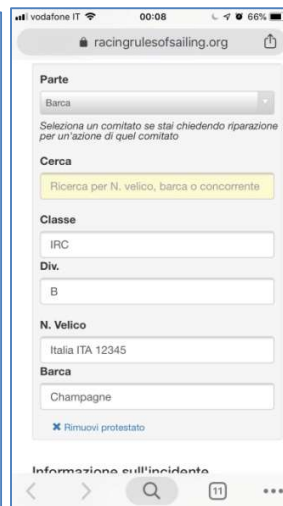 vodafone IT 00:08 66%
racingrulesofsailing.org
Parte
Barca
Seleziona un comitato se stai chiedendo riparazione
per un'azione di quel comitato
Cerca
Ricerca per N. velico, barca o concorrente
Classe
IRC
Div.
B
N. Velico
Italia ITA 12345
Barca
Champagne
✖ Rimuovi protestato
Informazione sull'incidente
11